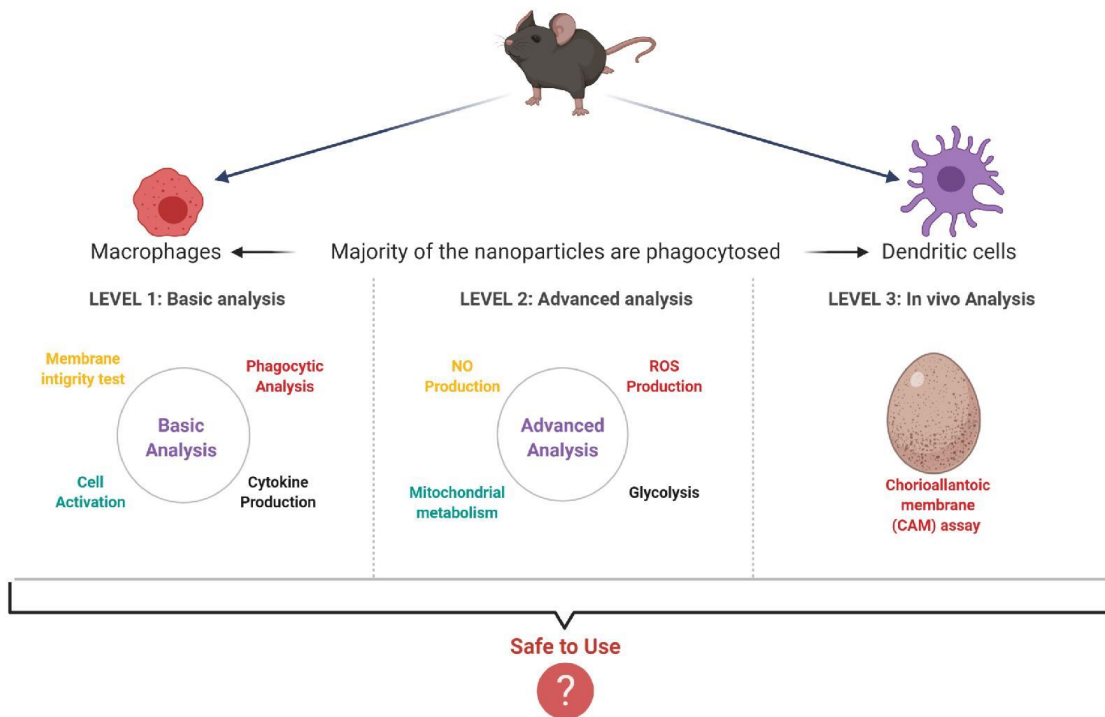 Macrophages
Majority of the nanoparticles are phagocytosed
Dendritic cells
LEVEL 1: Basic analysis
Membrane
intigrity test
Phagocytic
Analysis
Basic
Analysis
Cell
Activation
Cytokine
Production
LEVEL 2: Advanced analysis
NO
Production
ROS
Production
Advanced
Analysis
Mitochondrial
metabolism
Glycolysis
LEVEL 3: In vivo Analysis
Chorioallantoic
membrane
(CAM) assay
Safe to Use
?